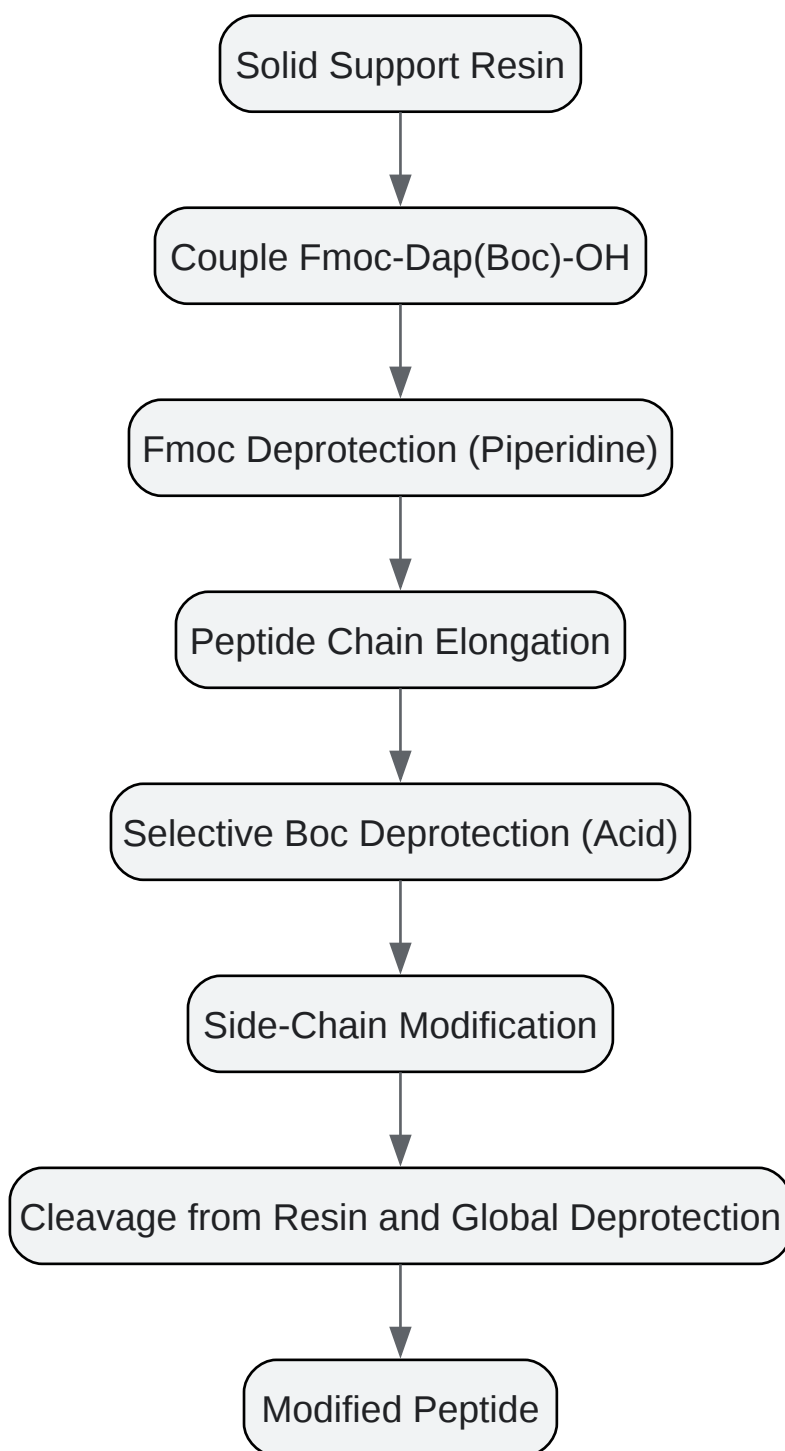 Solid Support Resin
Couple Fmoc-Dap(Boc)-OH
Fmoc Deprotection (Piperidine)
Peptide Chain Elongation
Selective Boc Deprotection (Acid)
Side-Chain Modification
Cleavage from Resin and Global Deprotection
Modified Peptide